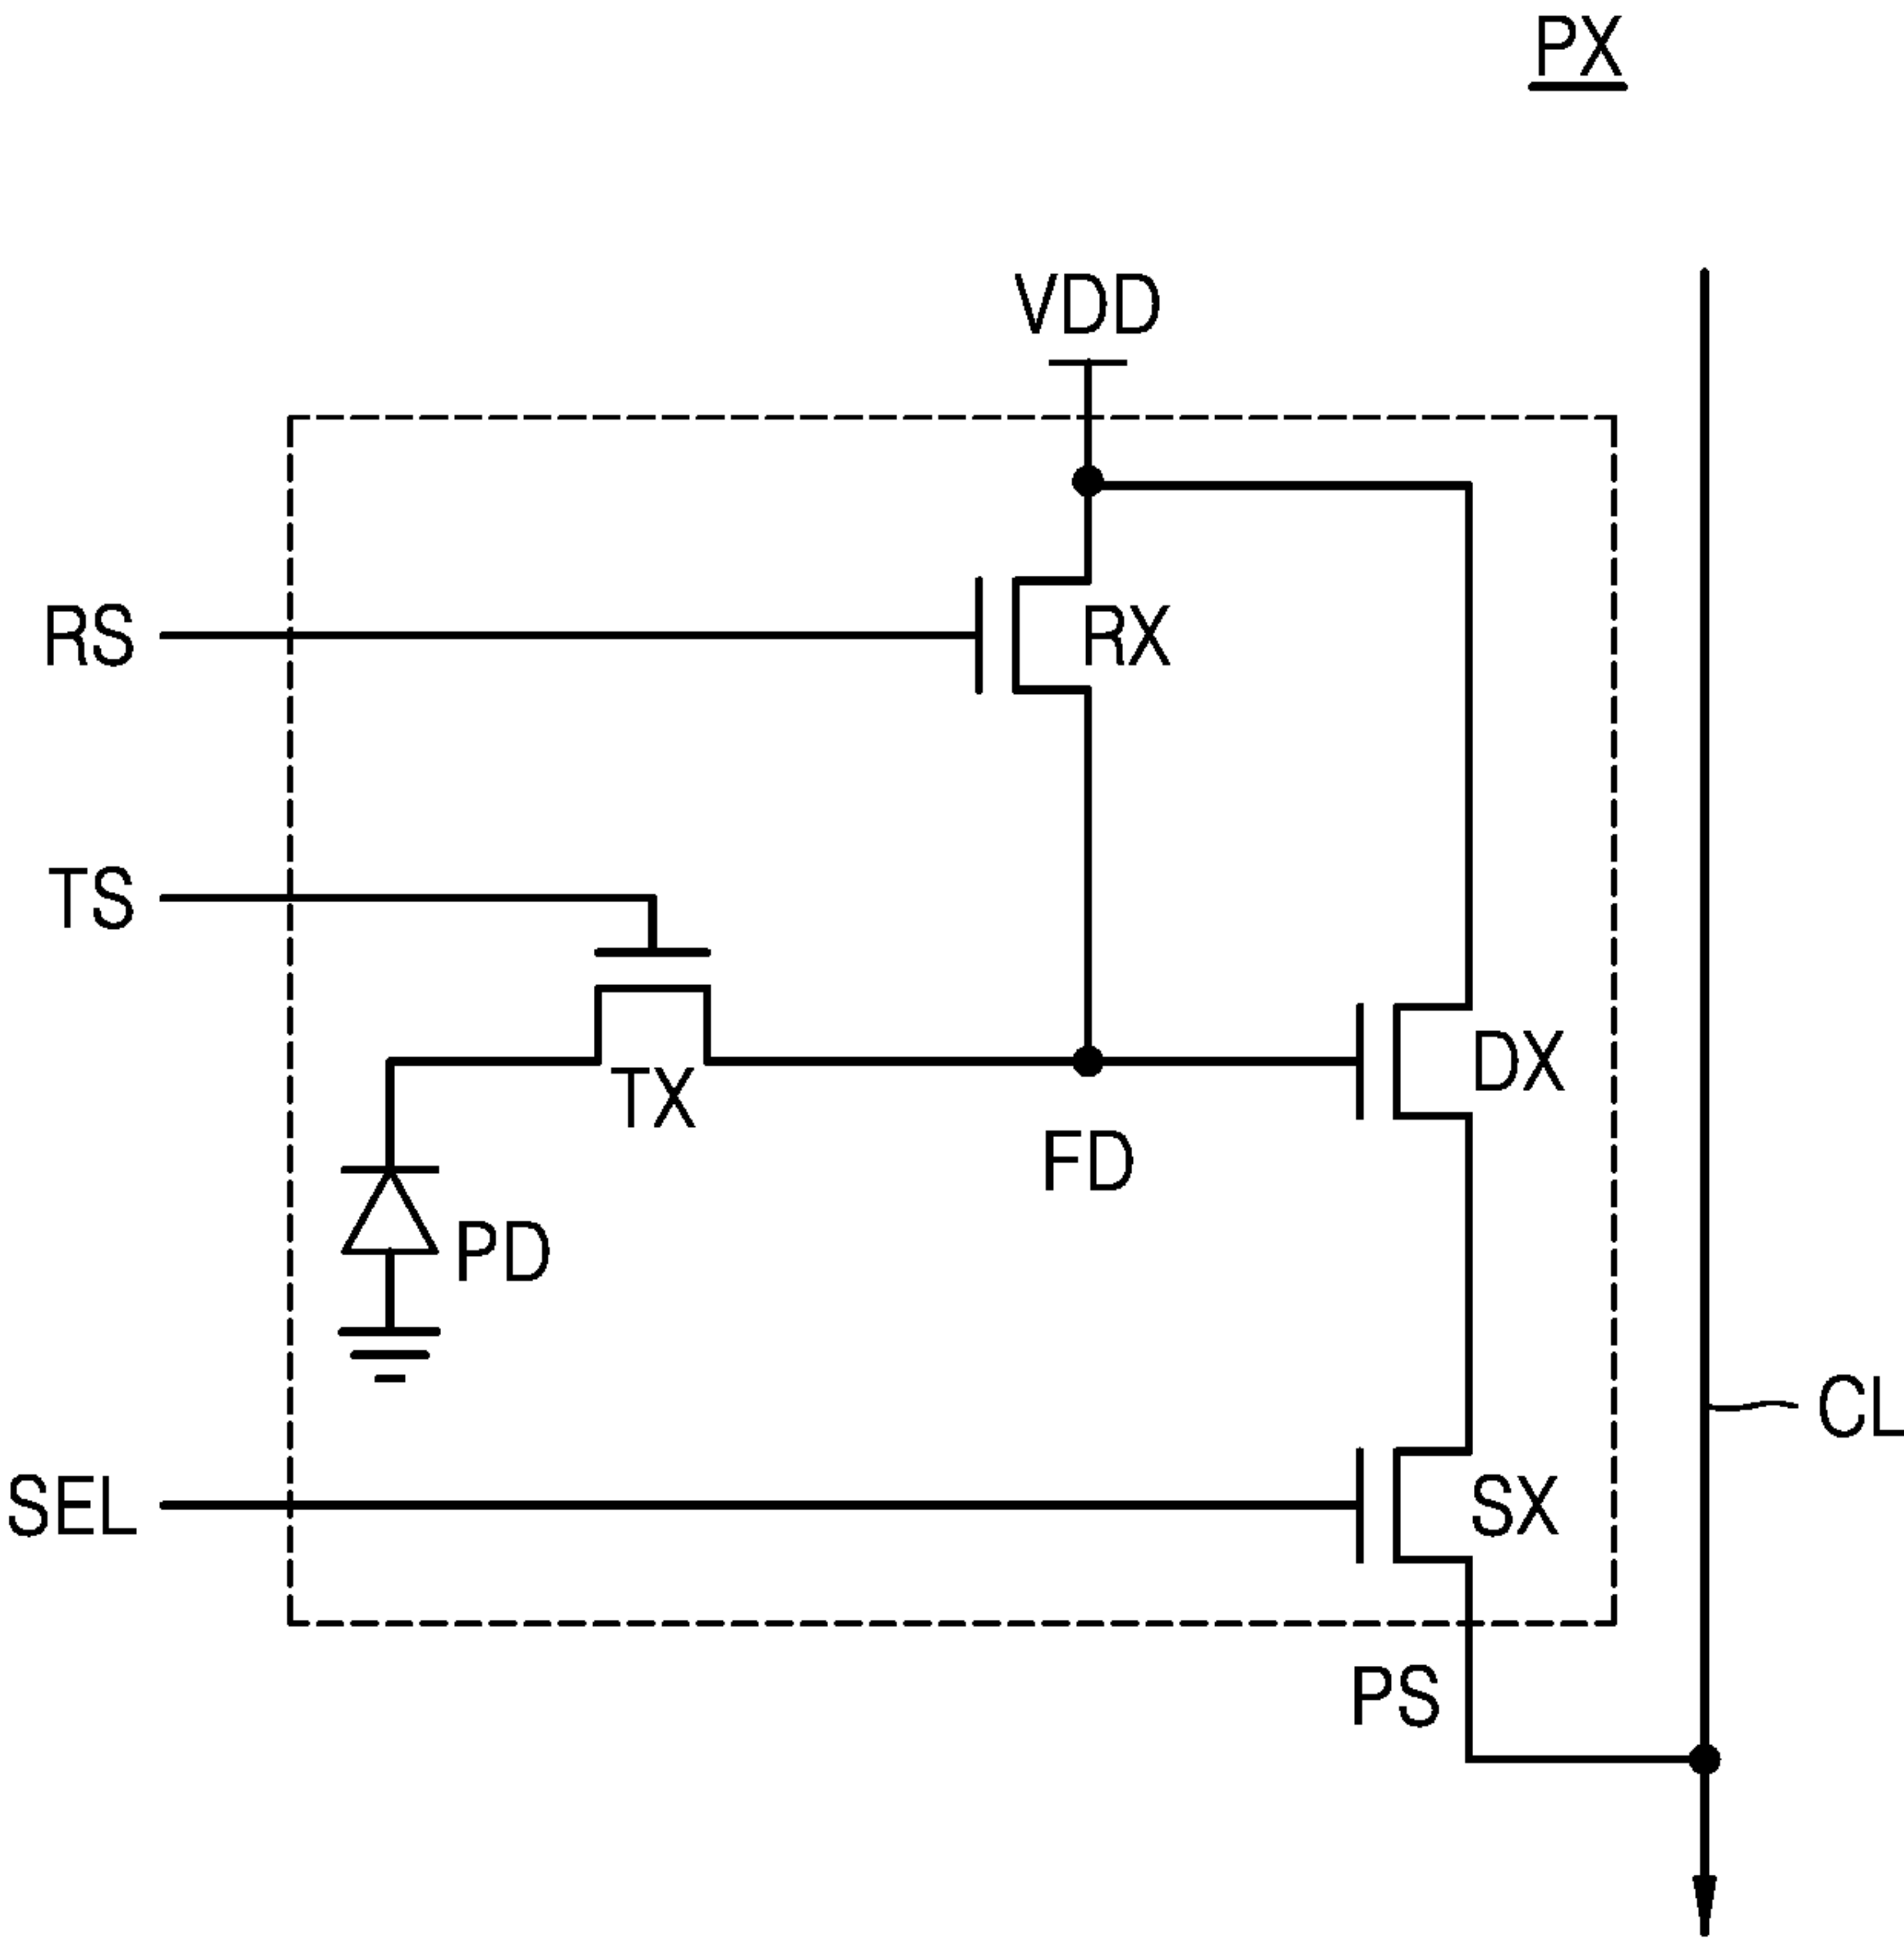 PX
VDD
RS
RX
TS
TX
DX
FD
PD
CL
SEL
SX
PS